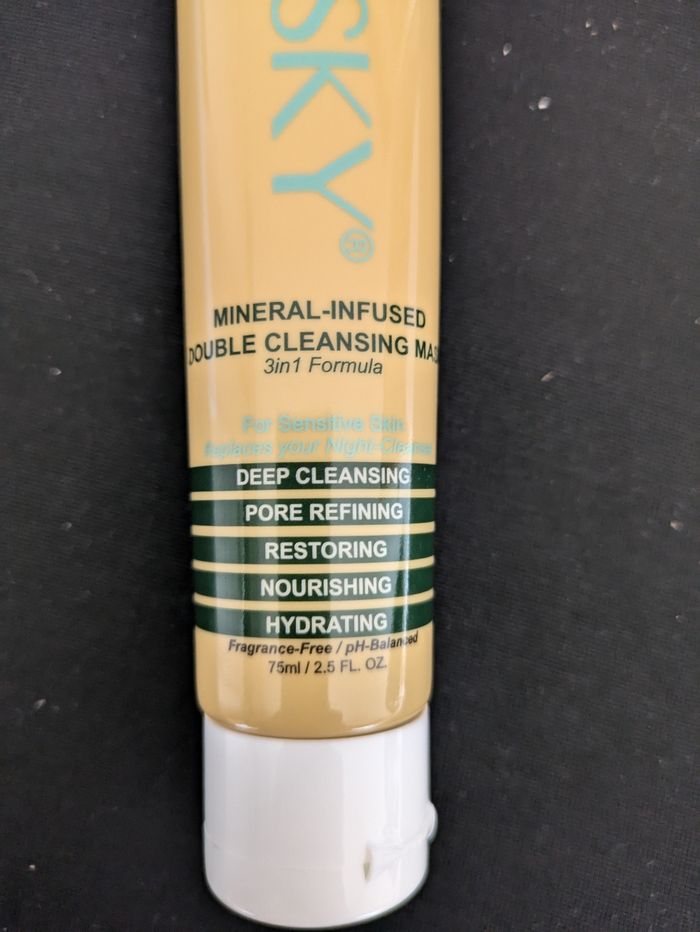 SKY®
MINERAL-INFUSED
DOUBLE CLEANSING MAS
3in1 Formula
For Sensitive Skin
Replaces your Night-Cleanse
DEEP CLEANSING
PORE REFINING
RESTORING
NOURISHING
HYDRATING
Fragrance-Free / pH-Balanced
75ml / 2.5 FL. OZ.